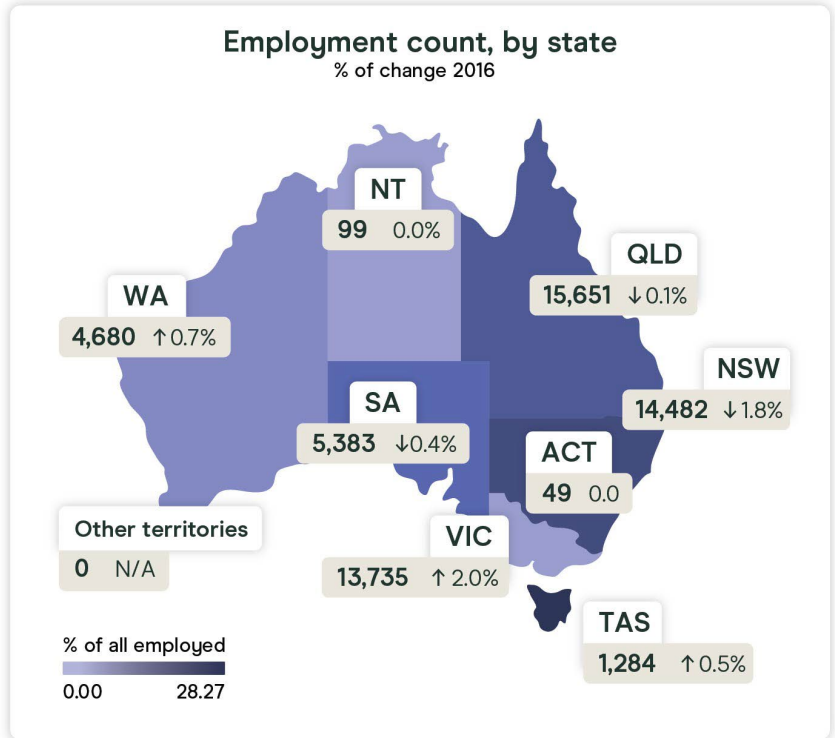 Employment count, by state
% of change 2016
NT
99 0.0%
QLD
15,651 ↓0.1%
WA
4,680 ↑0.7%
NSW
14,482 ↓1.8%
SA
5,383 ↓0.4%
ACT
49 0.0
Other territories
0 N/A
VIC
13,735 ↑2.0%
TAS
1,284 ↑0.5%
% of all employed
0.00 28.27